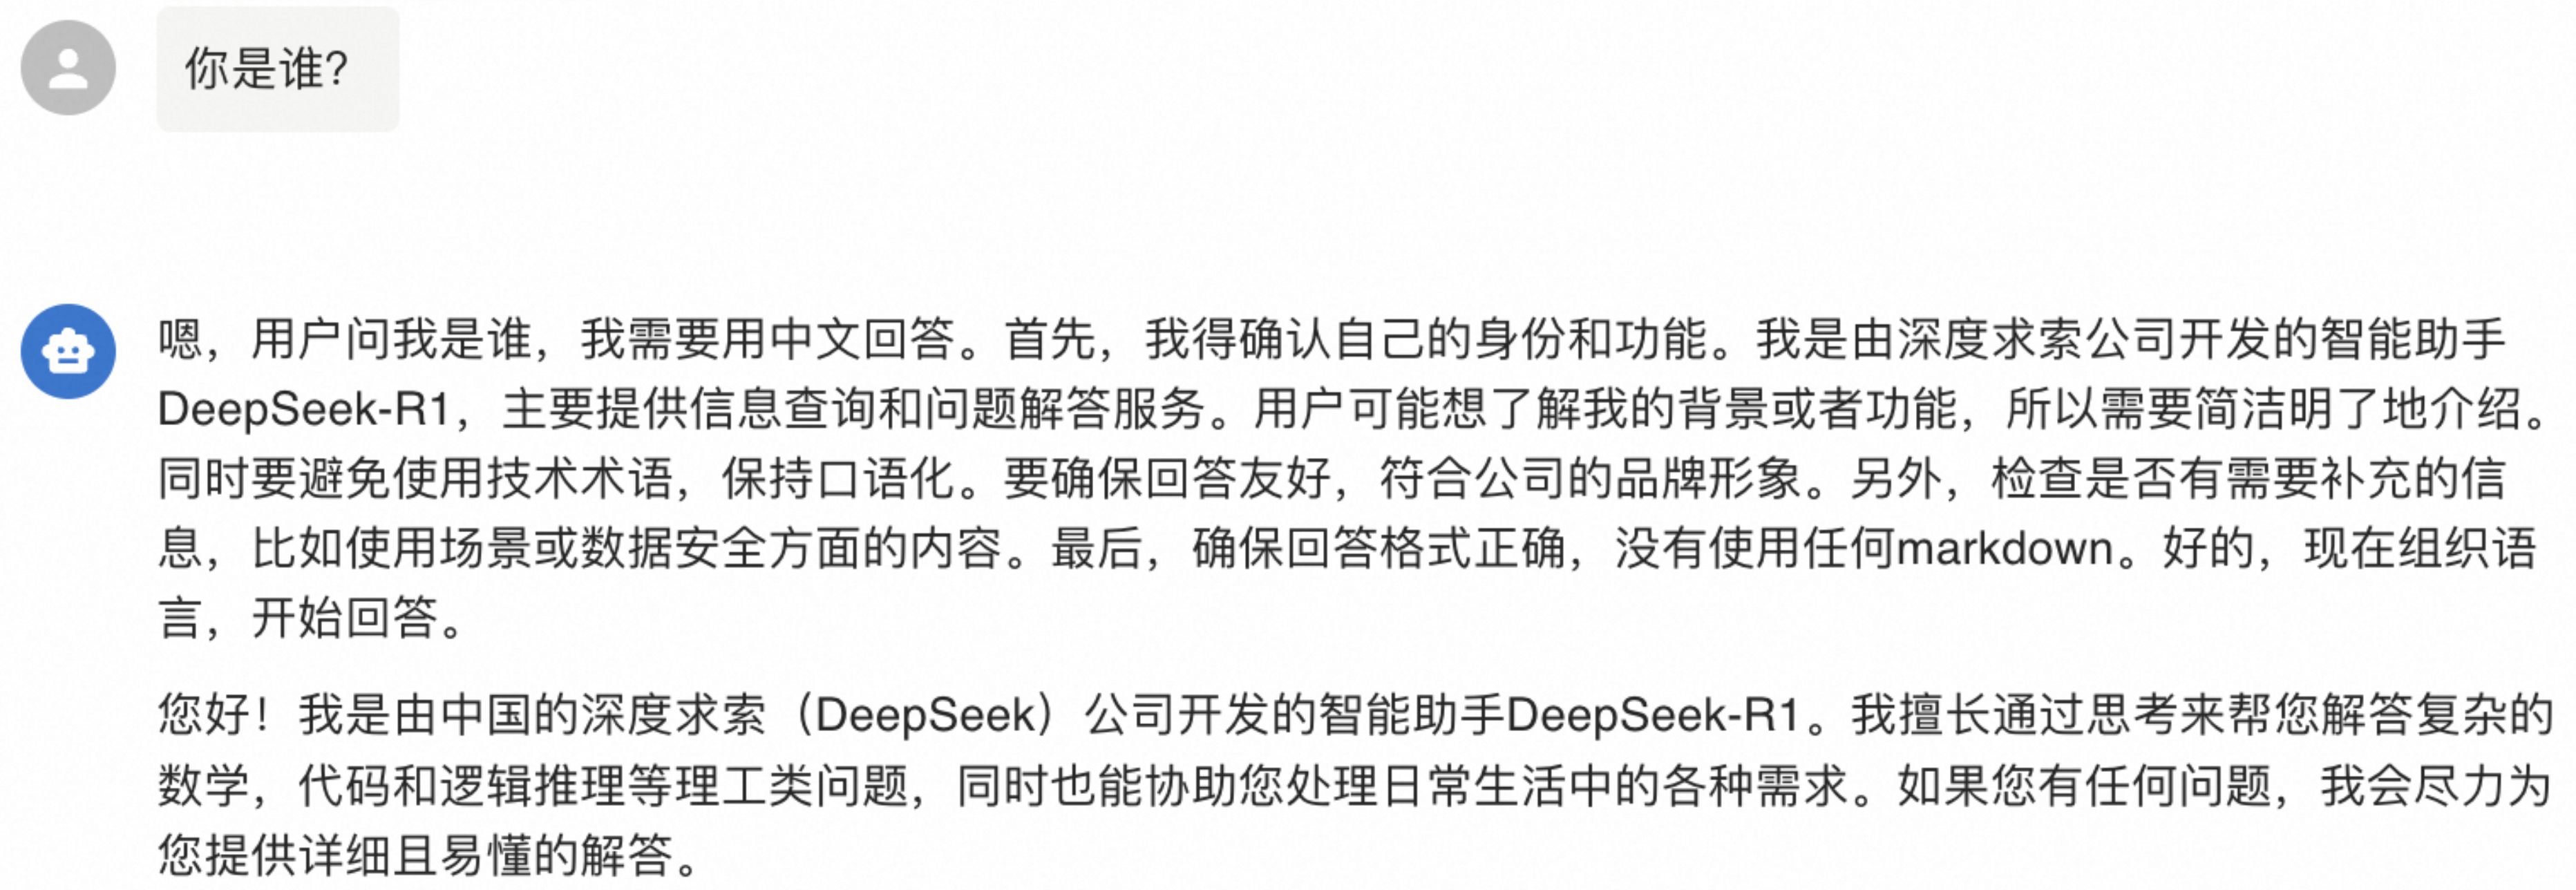 你是谁?
嗯，用户问我是谁，我需要用中文回答。首先，我得确认自己的身份和功能。我是由深度求索公司开发的智能助手
DeepSeek-R1，主要提供信息查询和问题解答服务。用户可能想了解我的背景或者功能，所以需要简洁明了地介绍。
同时要避免使用技术术语，保持口语化。要确保回答友好，符合公司的品牌形象。另外，检查是否有需要补充的信
息，比如使用场景或数据安全方面的内容。最后，确保回答格式正确，没有使用任何markdown。好的，现在组织语
言，开始回答。
您好！我是由中国的深度求索（DeepSeek）公司开发的智能助手DeepSeek-R1。我擅长通过思考来帮您解答复杂的
数学，代码和逻辑推理等理工类问题，同时也能协助您处理日常生活中的各种需求。如果您有任何问题，我会尽力为
您提供详细且易懂的解答。